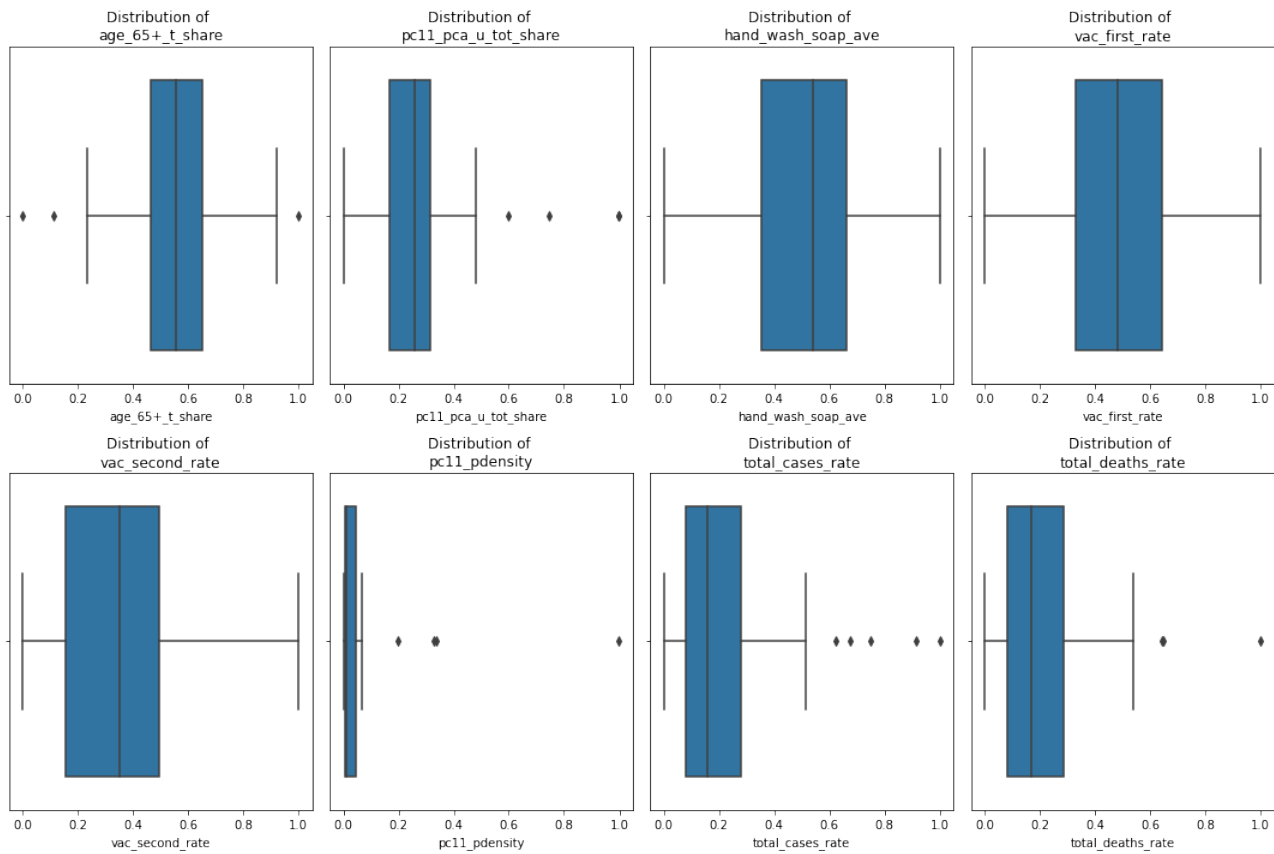 Distribution of
age_65+_t_share
Distribution of
pc11_pca_u_tot_share
Distribution of
hand_wash_soap_ave
Distribution of
vac_first_rate
0.0 0.2 0.4 0.6 0.8 1.0
age_65+_t_share
0.0 0.2 0.4 0.6 0.8 1.0
pc11_pca_u_tot_share
0.0 0.2 0.4 0.6 0.8 1.0
hand_wash_soap_ave
0.0 0.2 0.4 0.6 0.8 1.0
vac_first_rate
Distribution of
vac_second_rate
Distribution of
pc11_pdensity
Distribution of
total_cases_rate
Distribution of
total_deaths_rate
0.0 0.2 0.4 0.6 0.8 1.0
vac_second_rate
0.0 0.2 0.4 0.6 0.8 1.0
pc11_pdensity
0.0 0.2 0.4 0.6 0.8 1.0
total_cases_rate
0.0 0.2 0.4 0.6 0.8 1.0
total_deaths_rate